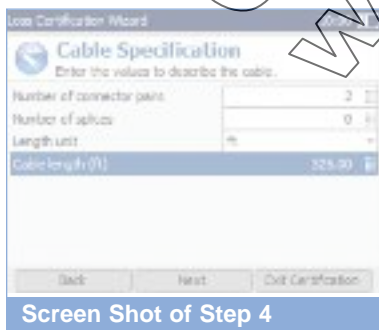 Loss Certification Wizard
Cable Specification
Enter the values to describe the cable.
Number of connector pairs 2
Number of splices 0
Length unit ft
Cable length (ft) 325.00
Back Next Exit Certification
Screen Shot of Step 4